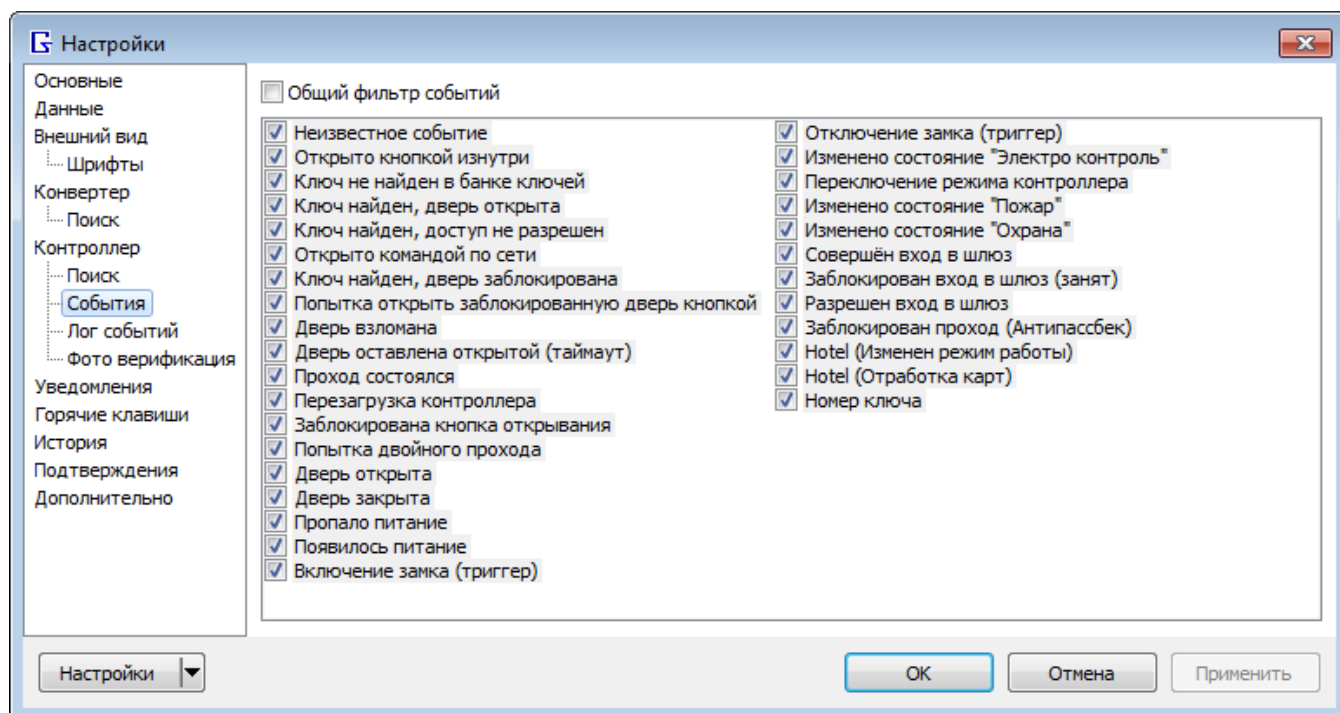 Настройки
Основные
Данные
Внешний вид
Шрифты
Конвертер
Поиск
Контроллер
Поиск
События
Лог событий
Фото верификация
Уведомления
Горячие клавиши
История
Подтверждения
Дополнительно
Общий фильтр событий
Неизвестное событие
Открыто кнопкой изнутри
Ключ не найден в банке ключей
Ключ найден, дверь открыта
Ключ найден, доступ не разрешен
Открыто командой по сети
Ключ найден, дверь заблокирована
Попытка открыть заблокированную дверь кнопкой
Дверь взломана
Дверь оставлена открытой (таймаут)
Проход состоялся
Перезагрузка контроллера
Заблокирована кнопка открывания
Попытка двойного прохода
Дверь открыта
Дверь закрыта
Пропало питание
Появилось питание
Включение замка (триггер)
Отключение замка (триггер)
Изменено состояние "Электро контроль"
Переключение режима контроллера
Изменено состояние "Пожар"
Изменено состояние "Охрана"
Совершён вход в шлюз
Заблокирован вход в шлюз (занят)
Разрешен вход в шлюз
Заблокирован проход (Антипассбек)
Hotel (Изменен режим работы)
Hotel (Отработка карт)
Номер ключа
Настройки
OK
Отмена
Применить